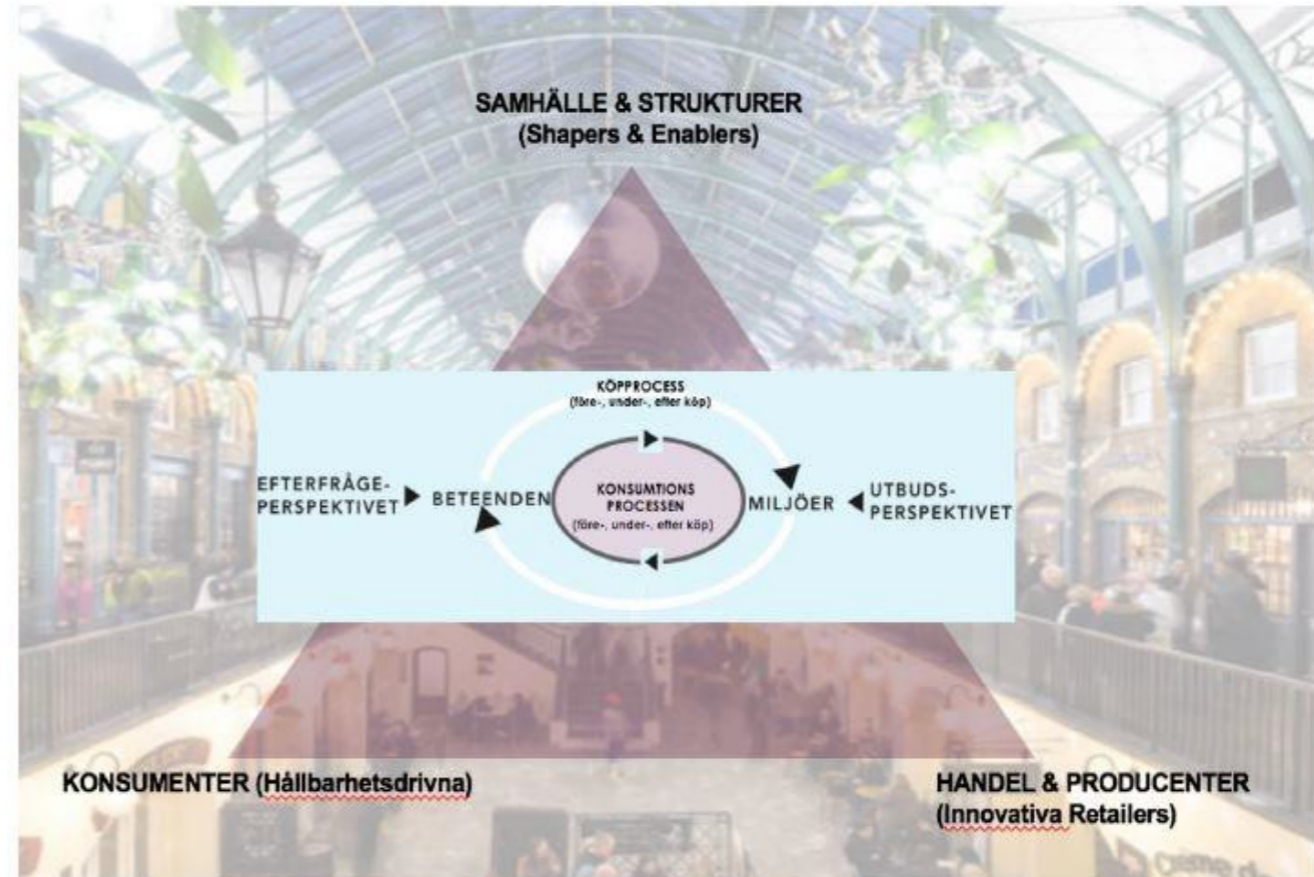 SAMHÄLLE & STRUKTURER
(Shapers & Enablers)
KÖPPROCESS
(före-, under-, efter köp)
EFTERFRÅGE-
PERSPEKTIVET
BETEENDEN
KONSUMTIONS
PROCESSEN
(före-, under-, efter köp)
MILJÖER
UTBUDS-
PERSPEKTIVET
KONSUMENTER (Hållbarhetsdrivna)
HANDEL & PRODUCENTER
(Innovativa Retailers)